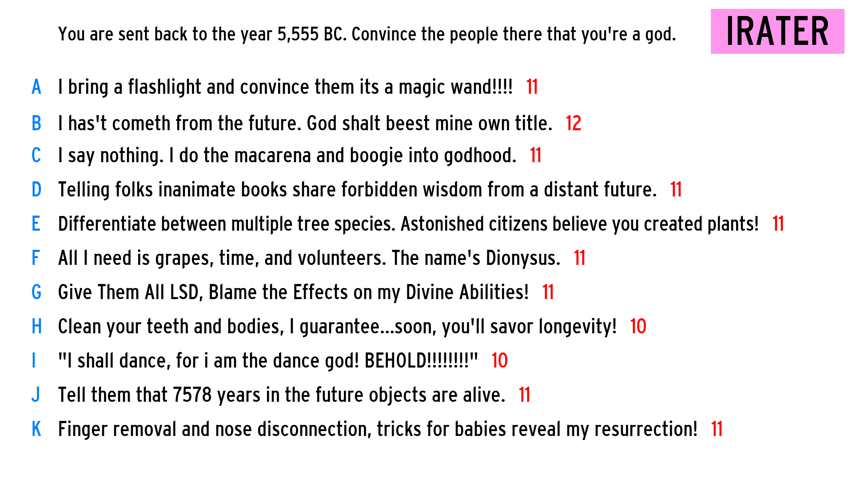 You are sent back to the year 5,555 BC. Convince the people there that you're a god.
IRATER
A I bring a flashlight and convince them its a magic wand!!!! 11
B I has't cometh from the future. God shalt beest mine own title. 12
C I say nothing. I do the macarena and boogie into godhood. 11
D Telling folks inanimate books share forbidden wisdom from a distant future. 11
E Differentiate between multiple tree species. Astonished citizens believe you created plants! 11
F All I need is grapes, time, and volunteers. The name's Dionysus. 11
G Give Them All LSD, Blame the Effects on my Divine Abilities! 11
H Clean your teeth and bodies, I guarantee...soon, you'll savor longevity! 10
I "I shall dance, for i am the dance god! BEHOLD!!!!!!!!" 10
J Tell them that 7578 years in the future objects are alive. 11
K Finger removal and nose disconnection, tricks for babies reveal my resurrection! 11